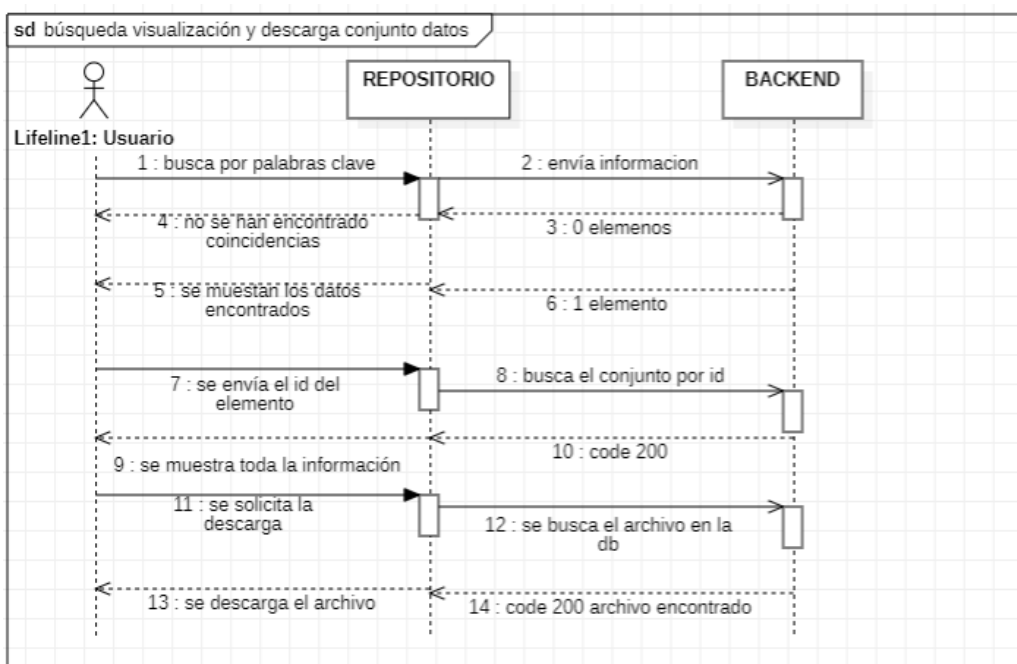 sd búsqueda visualización y descarga conjunto datos
REPOSITORIO
BACKEND
Lifeline1: Usuario
1 : busca por palabras clave
2 : envía informacion
4 : no se han encontrado
coincidencias
3 : 0 elemenos
5 : se muestan los datos
encontrados
6 : 1 elemento
7 : se envía el id del
elemento
8 : busca el conjunto por id
9 : se muestra toda la información
10 : code 200
11 : se solicita la
descarga
12 : se busca el archivo en la
db
13 : se descarga el archivo
14 : code 200 archivo encontrado